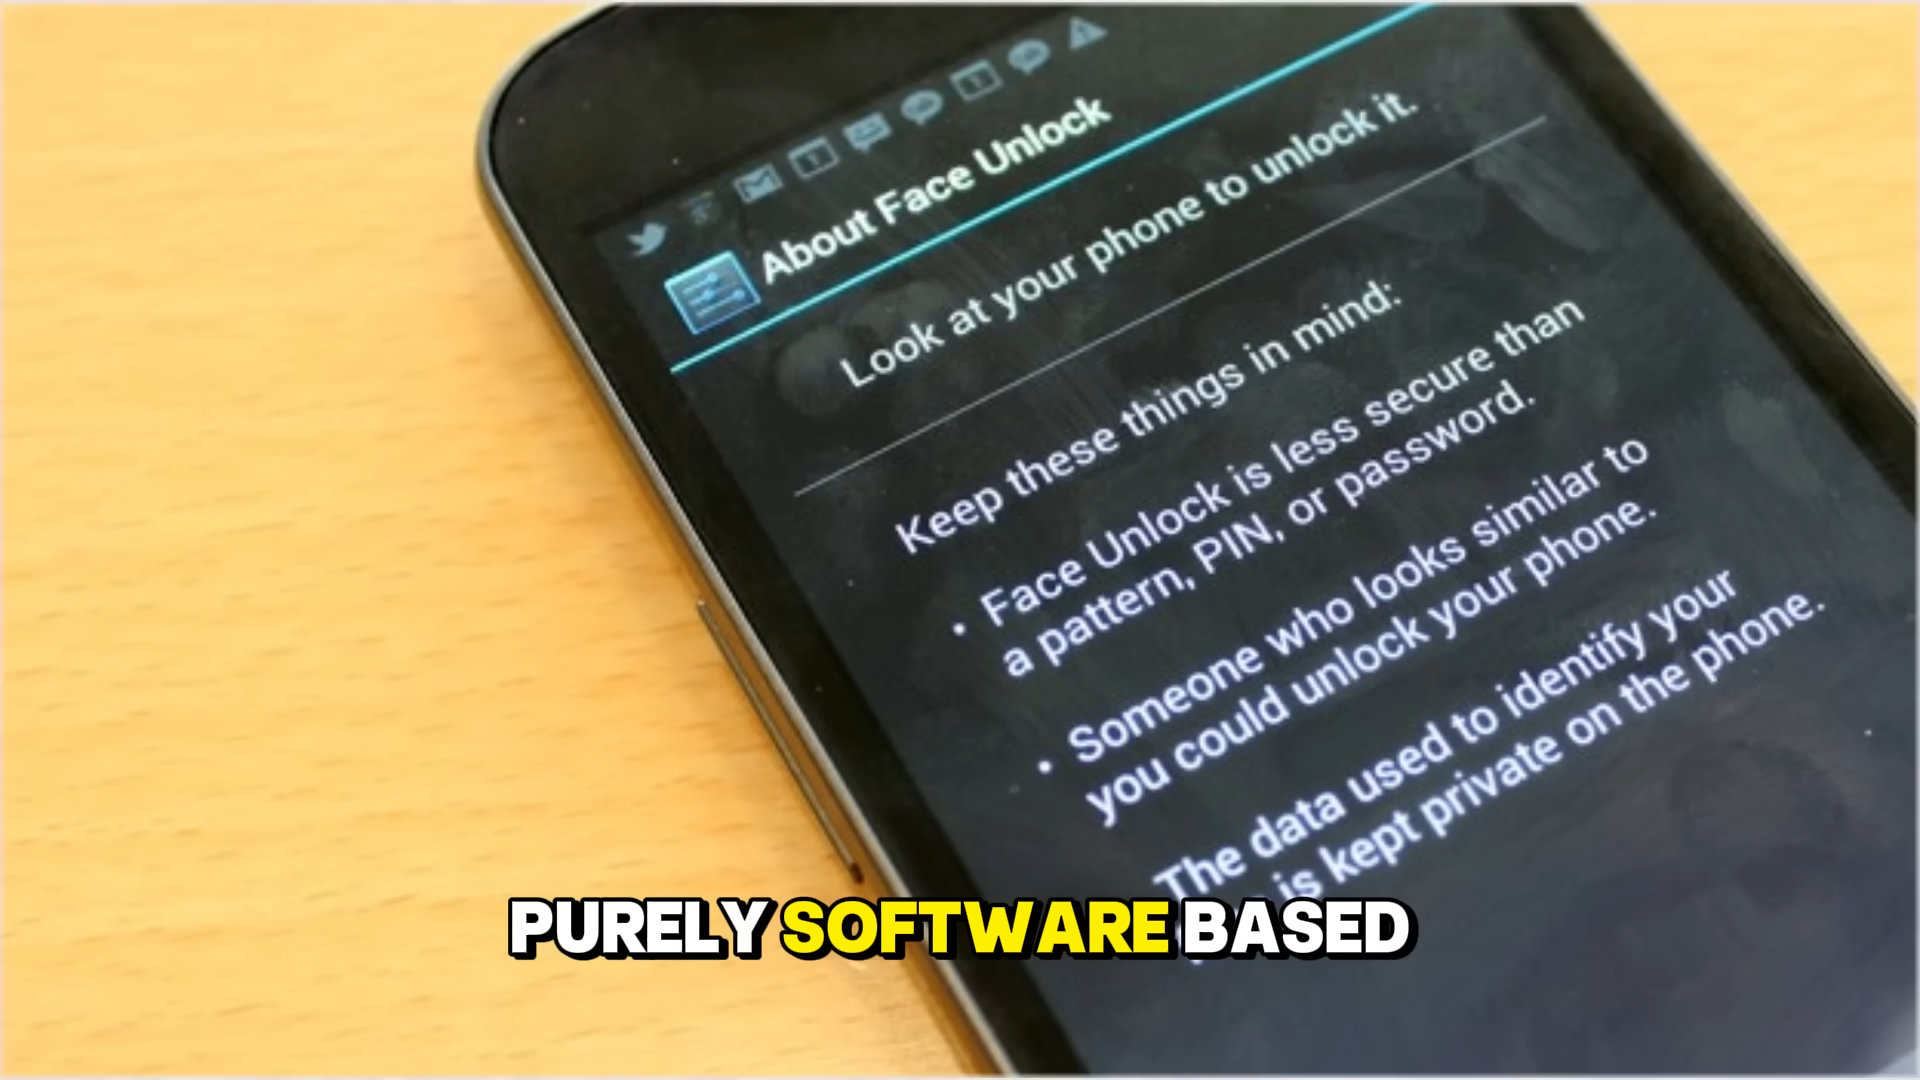 About Face Unlock
Look at your phone to unlock it.
Keep these things in mind:
• Face Unlock is less secure than
a pattern, PIN, or password.
• Someone who looks similar to
you could unlock your phone.
The data used to identify your
is kept private on the phone.
PURELY SOFTWARE BASED